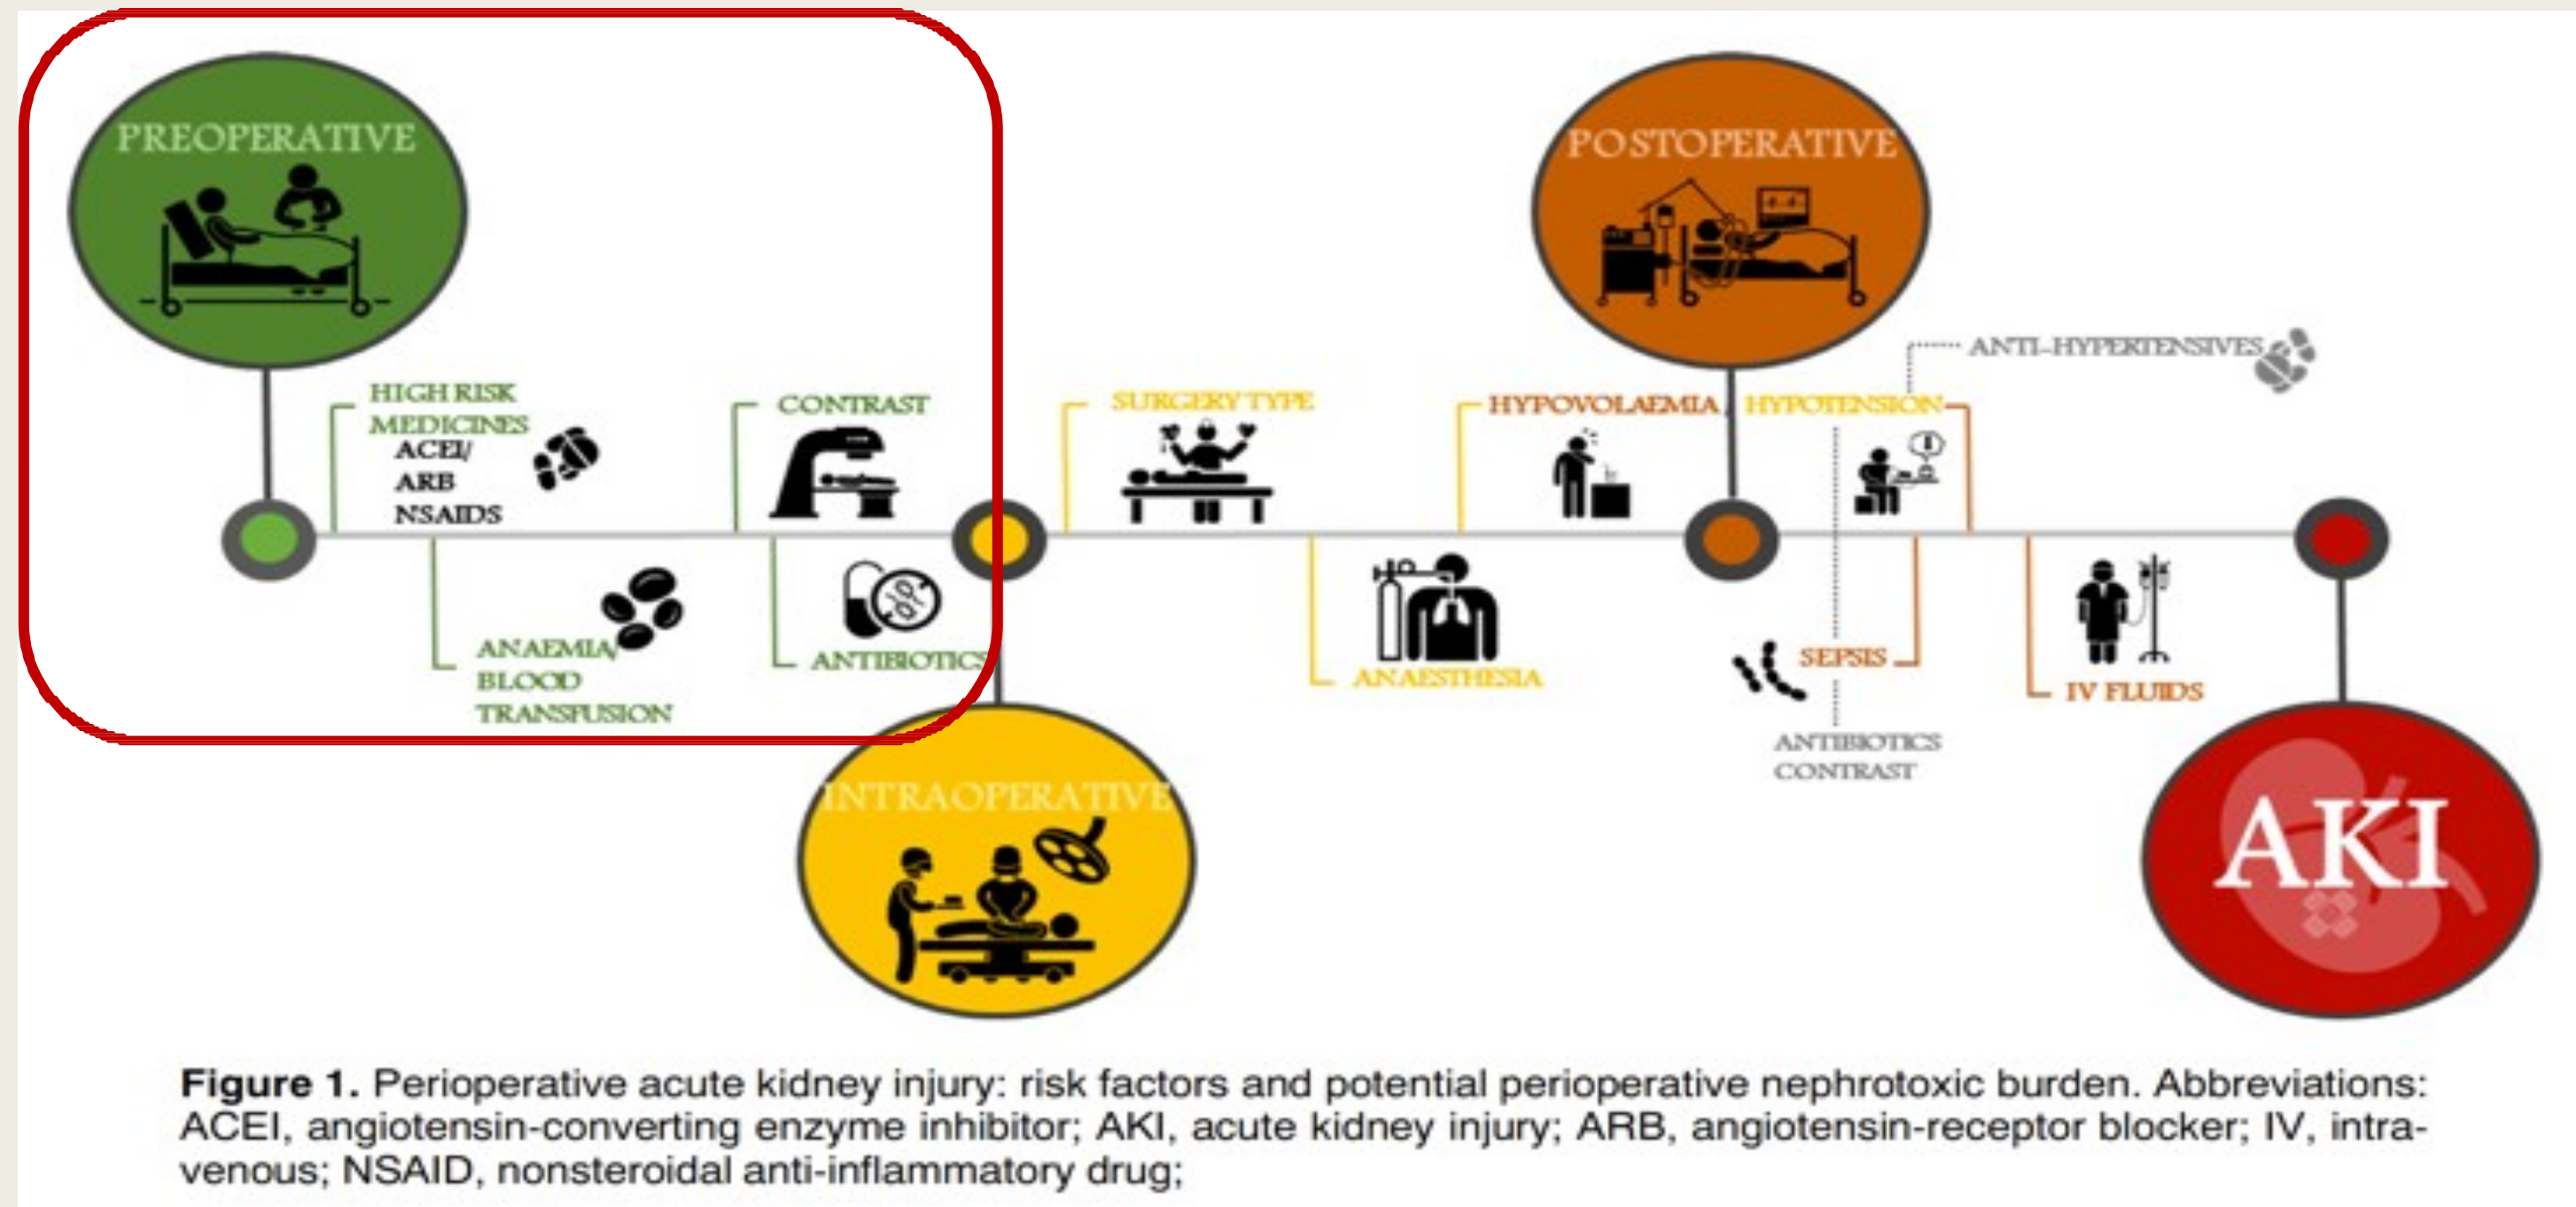 PREOPERATIVE
HIGH RISK
MEDICINES
ACEI/
ARB
NSAIDS
ANAEMIA/
BLOOD
TRANSFUSION
CONTRAST
ANTIBIOTICS
INTRAOPERATIVE
SURGERY TYPE
ANAESTHESIA
HYPOVOLAEMIA/ HYPOTENSION
POSTOPERATIVE
ANTI-HYPERTENSIVES
SEPSIS
ANTIBIOTICS
CONTRAST
IV FLUIDS
AKI
Figure 1. Perioperative acute kidney injury: risk factors and potential perioperative nephrotoxic burden. Abbreviations:
ACEI, angiotensin-converting enzyme inhibitor; AKI, acute kidney injury; ARB, angiotensin-receptor blocker; IV, intra-
venous; NSAID, nonsteroidal anti-inflammatory drug;